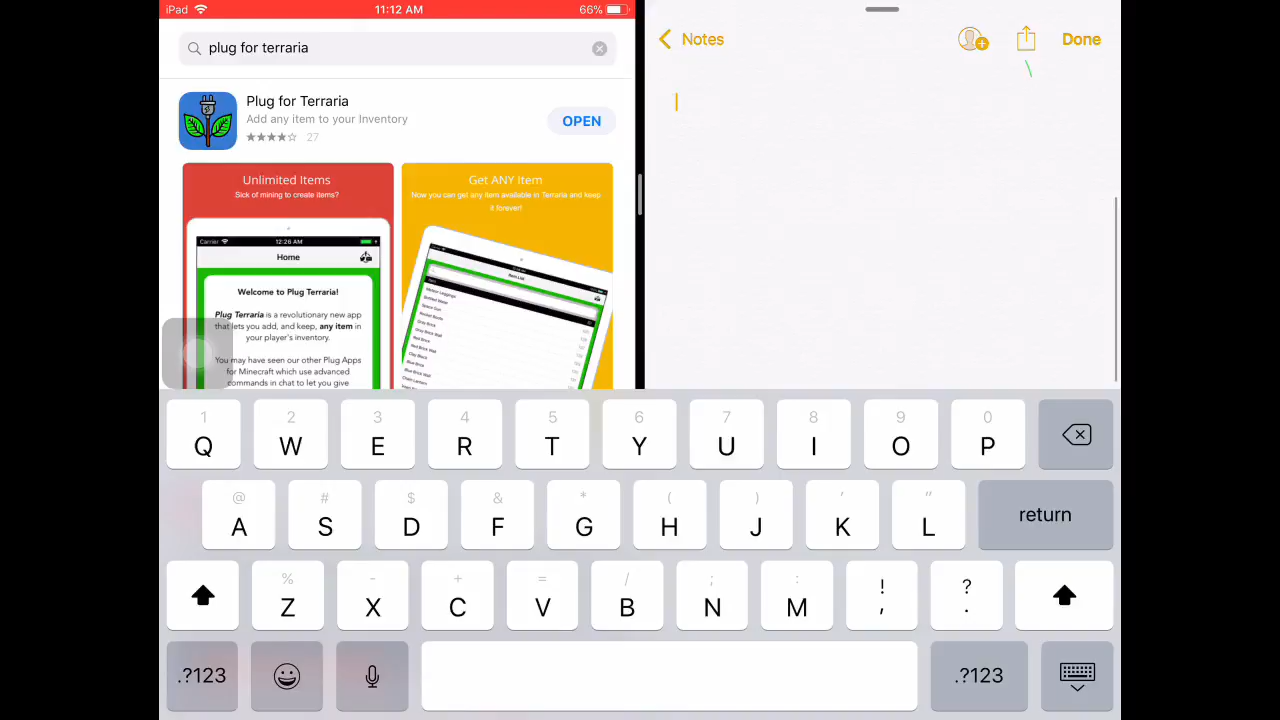 iPad 11:12 AM 66%
plug for terraria
Notes Done
Plug for Terraria
Add any item to your Inventory
27
OPEN
Unlimited Items
Sick of mining to create items?
Get ANY Item
Now you can get any item available in Terraria and keep
it forever!
Carrier 12:26 AM
Home
Welcome to Plug Terraria!
Plug Terraria is a revolutionary new app
that lets you add, and keep, any item in
your player's inventory.
You may have seen our other Plug Apps
for Minecraft which use advanced
commands in chat to let you give
1 2 3 4 5 6 7 8 9 0
Q W E R T Y U I O P
@ # $ & * ( ) ' "
A S D F G H J K L return
% - + = / ; : ! ?
Z X C V B N M , .
.?123 .?123